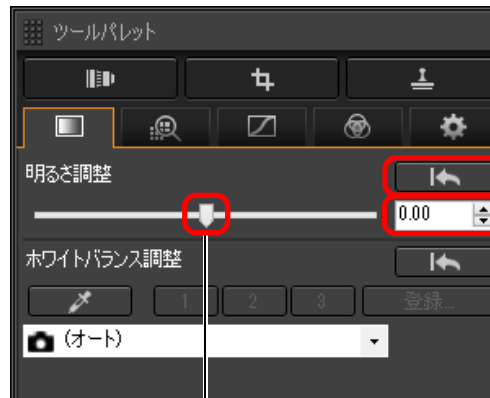 ツールパレット
明るさ調整
0.00
ホワイトバランス調整
1 2 3 登録...
(オート)